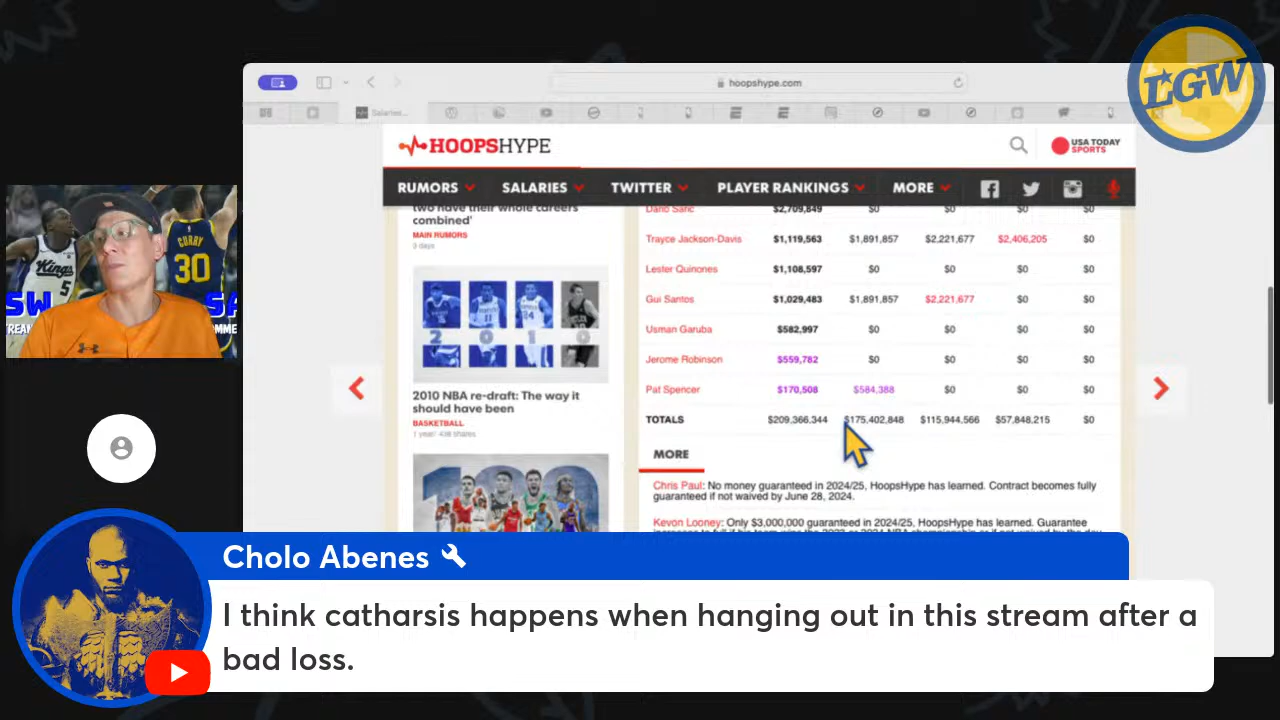 LGW
hoopshype.com
Salaries...
HOOPSHYPE
USA TODAY
SPORTS
RUMORS
SALARIES
TWITTER
PLAYER RANKINGS
MORE
two have their whole careers
combined'
MAIN RUMORS
3 days
2010 NBA re-draft: The way it
should have been
BASKETBALL
Dario Saric $2,709,849 $0 $0 $0 $0
Trayce Jackson-Davis $1,119,563 $1,891,857 $2,221,677 $2,406,205 $0
Lester Quinones $1,108,597 $0 $0 $0 $0
Gui Santos $1,029,483 $1,891,857 $2,221,677 $0 $0
Usman Garuba $582,997 $0 $0 $0 $0
Jerome Robinson $559,782 $0 $0 $0 $0
Pat Spencer $170,508 $584,388 $0 $0 $0
TOTALS $209,366,344 $175,402,848 $115,944,566 $57,848,215 $0
MORE
Chris Paul: No money guaranteed in 2024/25, HoopsHype has learned. Contract becomes fully
guaranteed if not waived by June 28, 2024.
Kevon Looney: Only $3,000,000 guaranteed in 2024/25, HoopsHype has learned. Guarantee
Kings
5
CURRY
30
Cholo Abenes
I think catharsis happens when hanging out in this stream after a
bad loss.